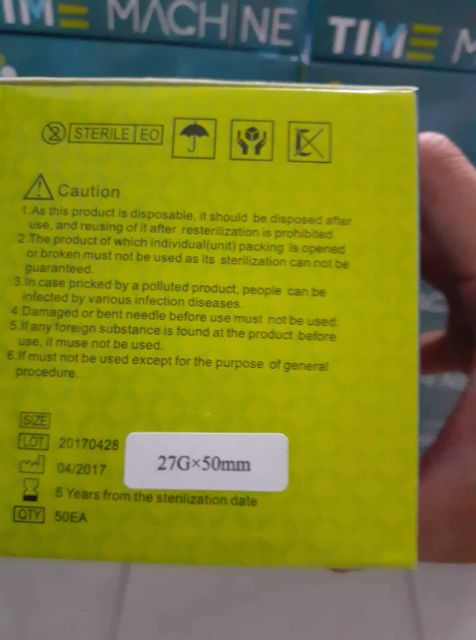 TIME MACHINE
TIME M
STERILE EO
Caution
1.As this product is disposable, it should be disposed after
use, and reusing of it after resterilization is prohibited.
2.The product of which individual(unit) packing is opened
or broken must not be used as its sterilization can not be
guaranteed.
3.In case pricked by a polluted product, people can be
infected by various infection diseases.
4.Damaged or bent needle before use must not be used.
5.If any foreign substance is found at the product before
use, it muse not be used.
6.If must not be used except for the purpose of general
procedure.
SIZE
LOT 20170428
27G×50mm
04/2017
5 Years from the sterilization date
QTY 50EA